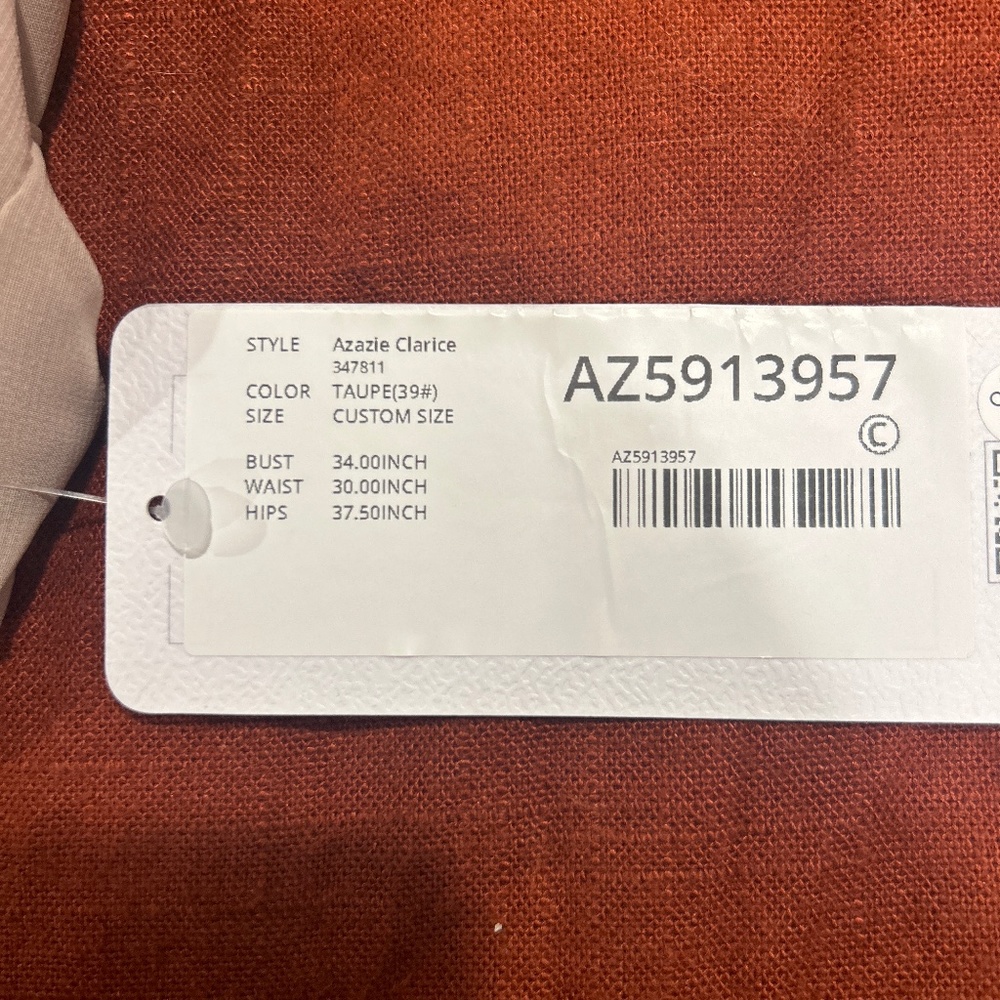 STYLE Azazie Clarice
347811
COLOR TAUPE(39#)
SIZE CUSTOM SIZE
BUST 34.00INCH
WAIST 30.00INCH
HIPS 37.50INCH
AZ5913957
©
AZ5913957